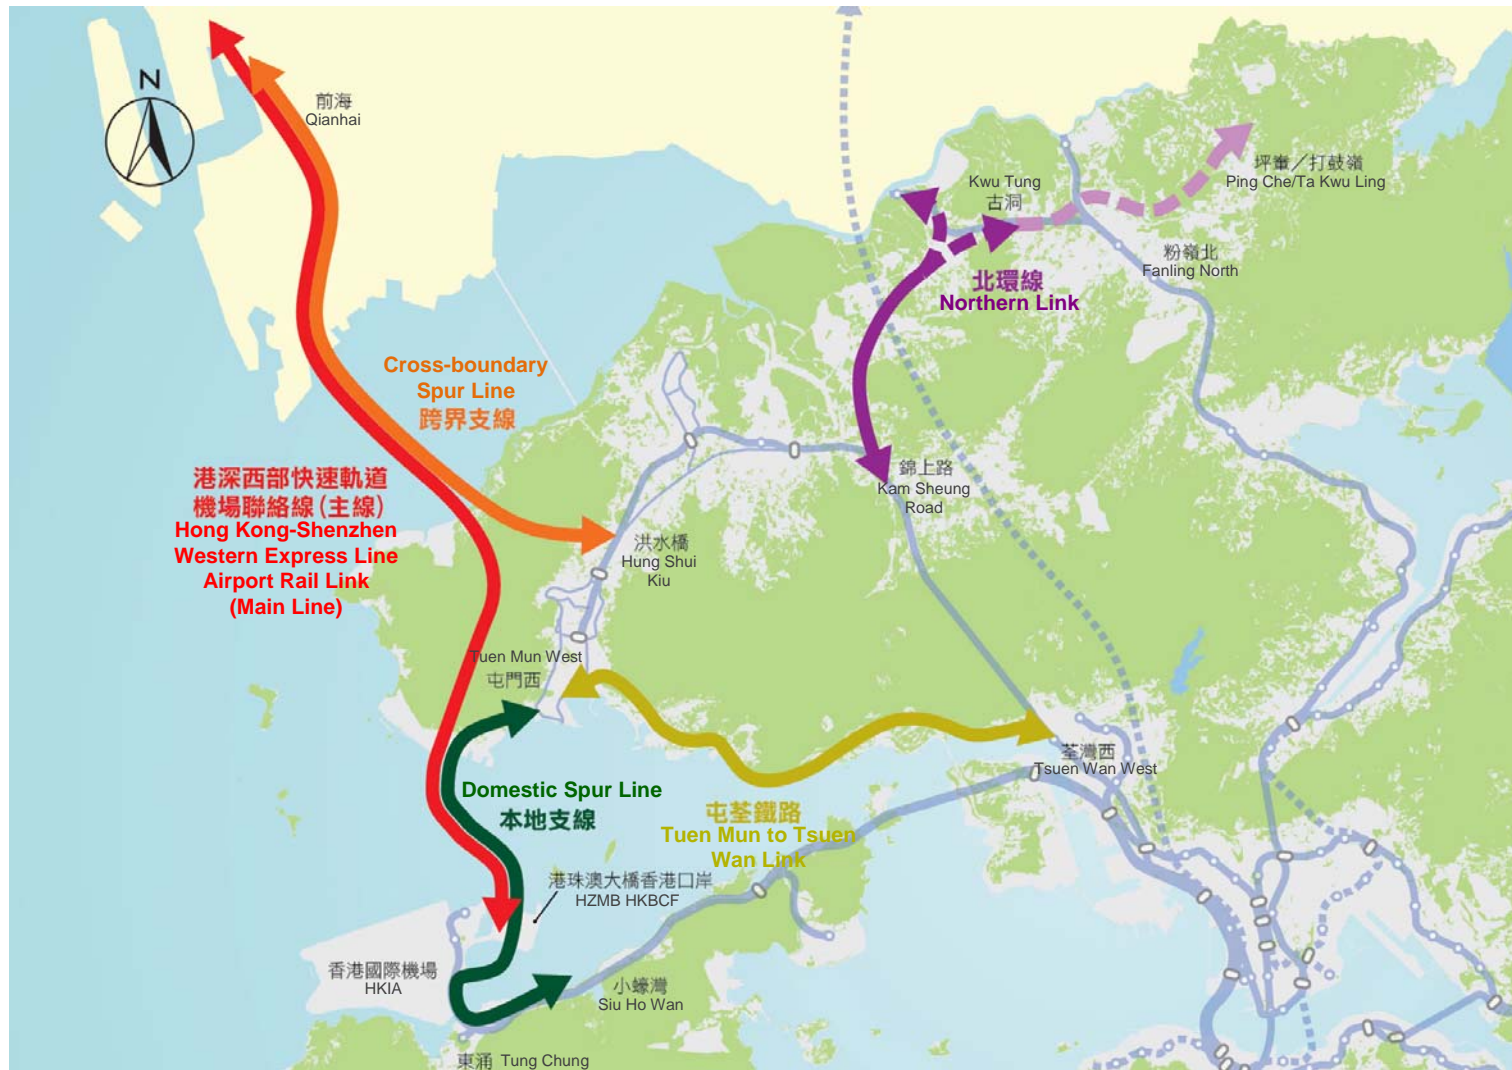 N
前海
Qianhai
Kwu Tung
古洞
坪輋／打鼓嶺
Ping Che/Ta Kwu Ling
粉嶺北
Fanling North
北環線
Northern Link
Cross-boundary
Spur Line
跨界支線
港深西部快速軌道
機場聯絡線(主線)
Hong Kong-Shenzhen
Western Express Line
Airport Rail Link
(Main Line)
錦上路
Kam Sheung
Road
洪水橋
Hung Shui
Kiu
Tuen Mun West
屯門西
荃灣西
Tsuen Wan West
Domestic Spur Line
本地支線
屯荃鐵路
Tuen Mun to Tsuen
Wan Link
港珠澳大橋香港口岸
HZMB HKBCF
香港國際機場
HKIA
小蠔灣
Siu Ho Wan
東涌 Tung Chung